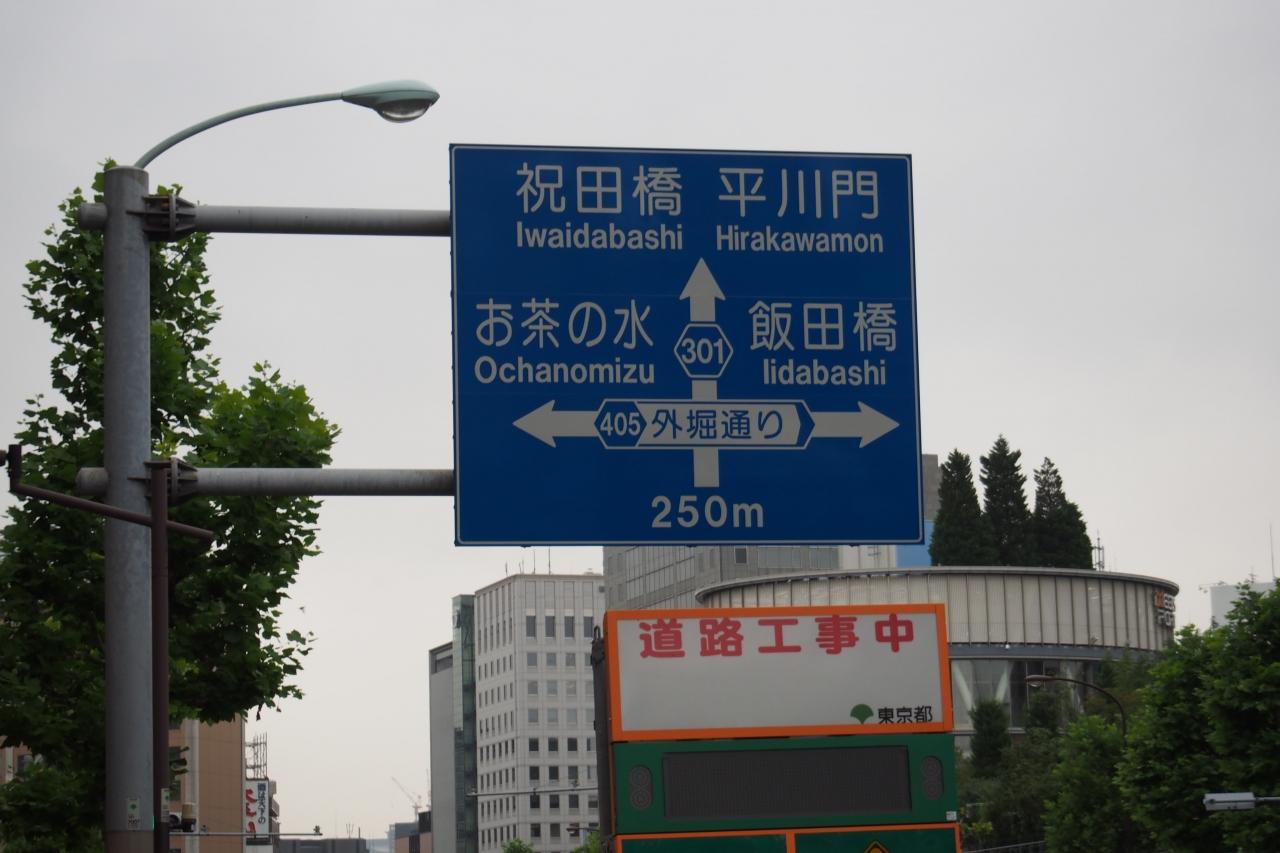 祝田橋 平川門
Iwaidabashi Hirakawamon
お茶の水 飯田橋
301
Ochanomizu Iidabashi
405 外堀通り
250m
道路工事中
東京都